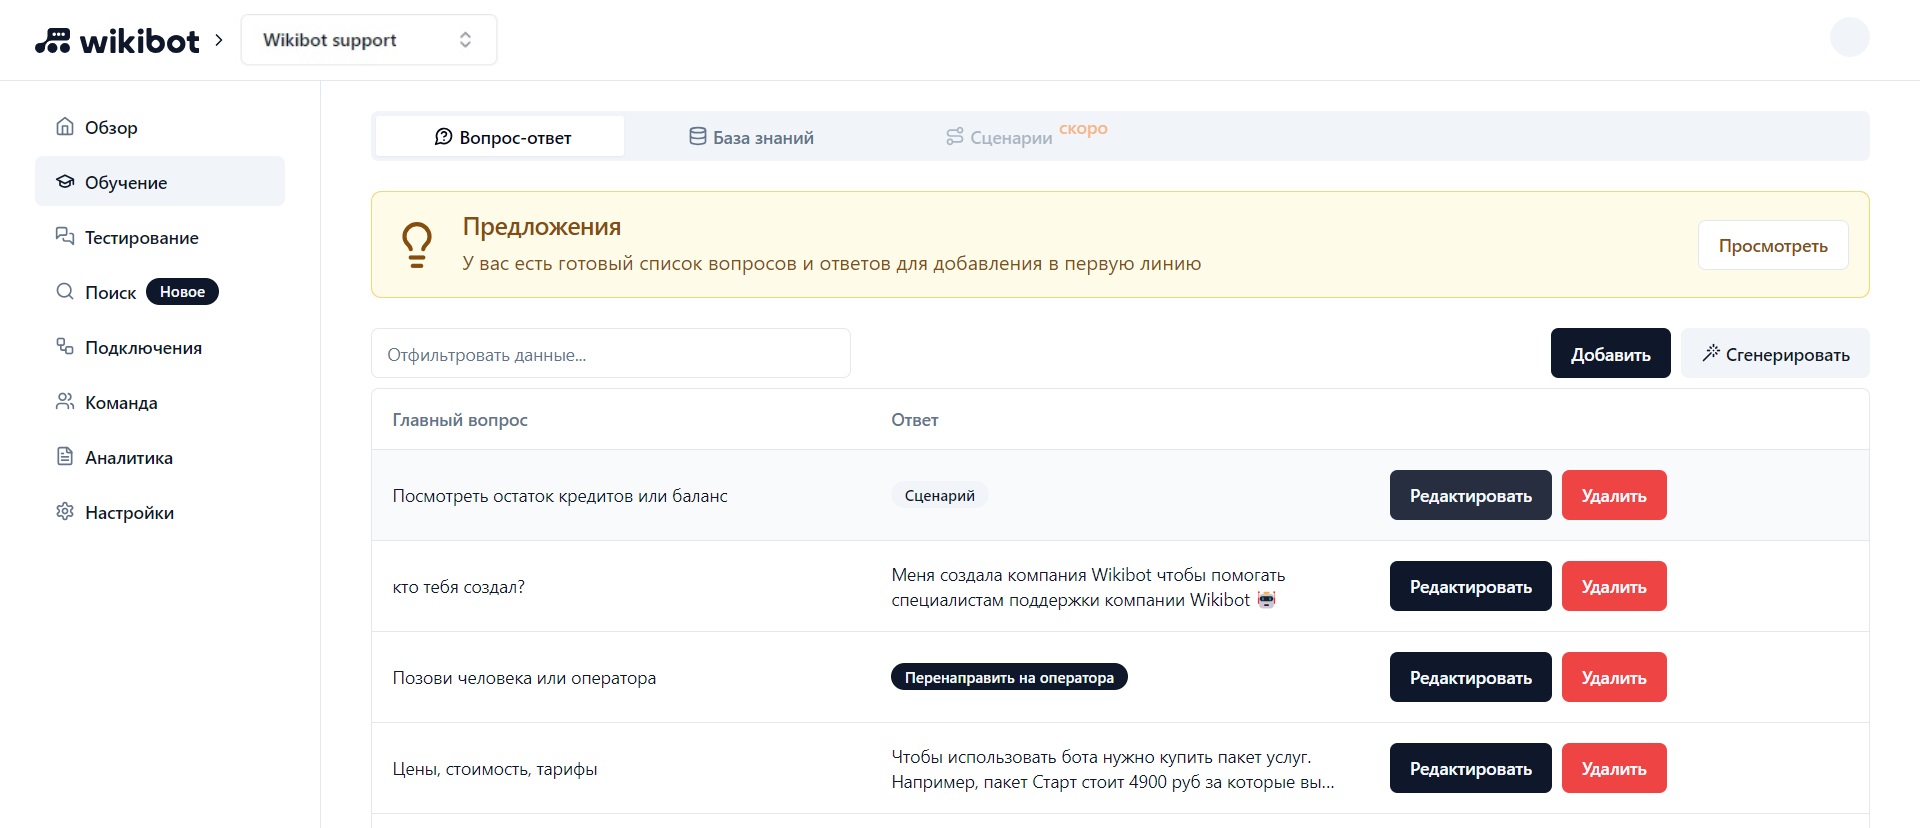 wikibot
Wikibot support
Обзор
Обучение
Тестирование
Поиск Новое
Подключения
Команда
Аналитика
Настройки
Вопрос-ответ База знаний Сценарии скоро
Предложения
У вас есть готовый список вопросов и ответов для добавления в первую линию
Просмотреть
Отфильтровать данные...
Добавить Сгенерировать
Главный вопрос Ответ
Посмотреть остаток кредитов или баланс Сценарий Редактировать Удалить
кто тебя создал?
Меня создала компания Wikibot чтобы помогать
специалистам поддержки компании Wikibot
Редактировать Удалить
Позови человека или оператора Перенаправить на оператора Редактировать Удалить
Цены, стоимость, тарифы
Чтобы использовать бота нужно купить пакет услуг.
Например, пакет Старт стоит 4900 руб за которые вы...
Редактировать Удалить